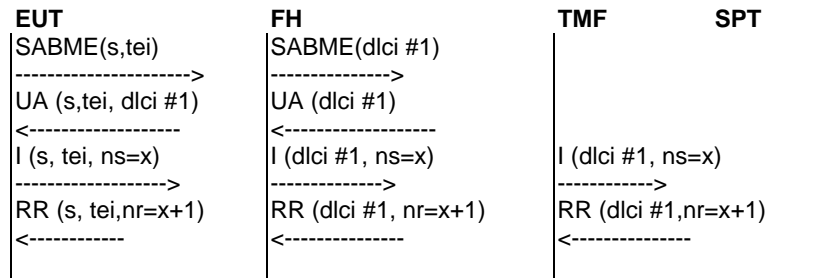 EUT FH TMF SPT
SABME(s,tei) SABME(dlci #1)
----------------------> --------------->
UA (s,tei, dlci #1) UA (dlci #1)
<------------------- <-------------------
I (s, tei, ns=x) I (dlci #1, ns=x) I (dlci #1, ns=x)
-------------------> --------------> ------------>
RR (s, tei,nr=x+1) RR (dlci #1, nr=x+1) RR (dlci #1,nr=x+1)
<------------ <--------------- <---------------